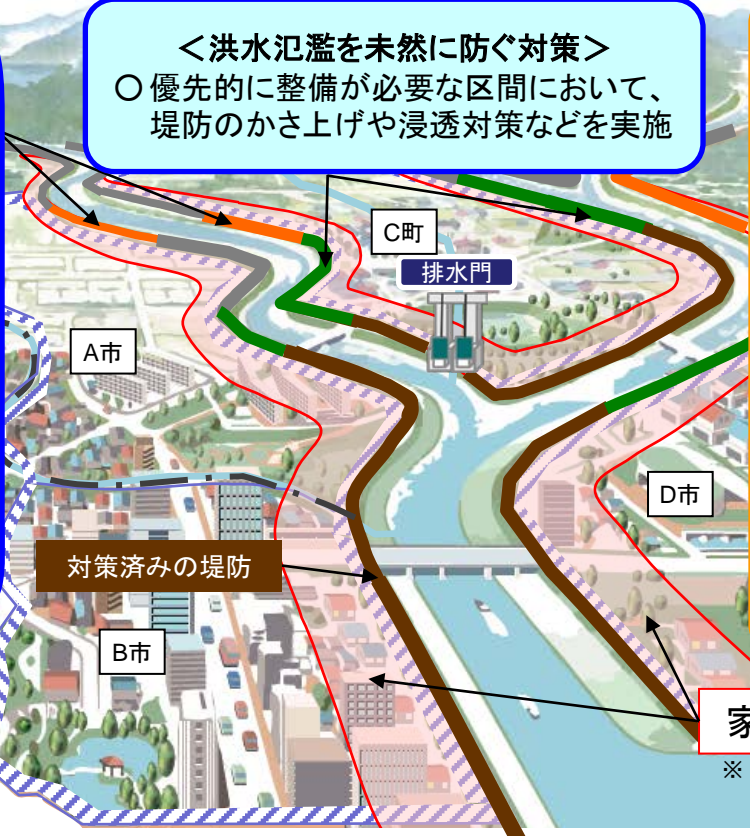 ＜洪水氾濫を未然に防ぐ対策＞
○優先的に整備が必要な区間において、
堤防のかさ上げや浸透対策などを実施
C町
排水門
A市
D市
対策済みの堤防
B市
家
※